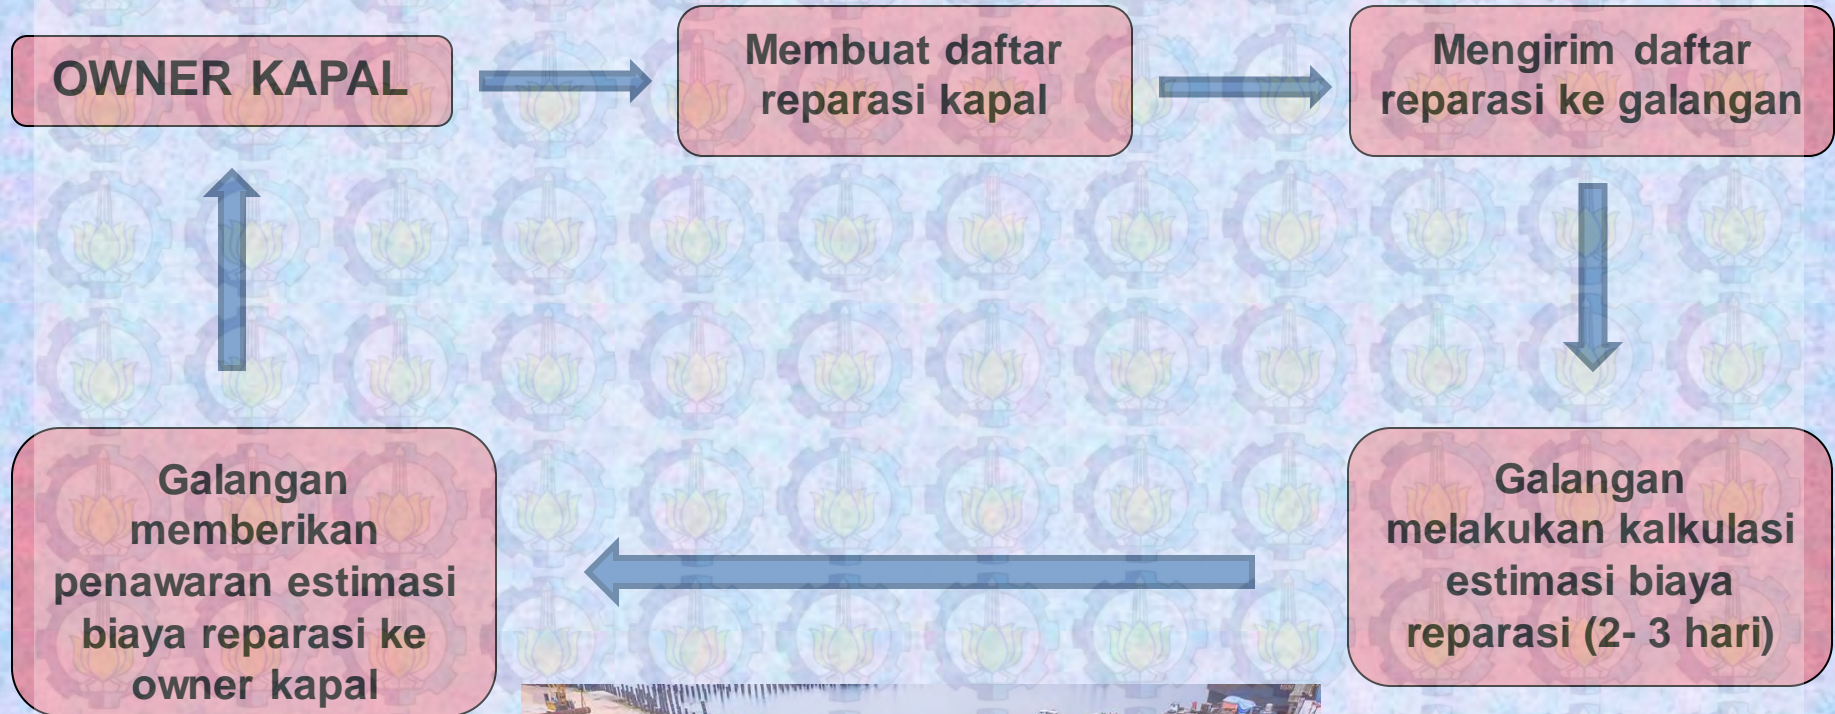 OWNER KAPAL
Membuat daftar
reparasi kapal
Mengirim daftar
reparasi ke galangan
Galangan
melakukan kalkulasi
estimasi biaya
reparasi (2- 3 hari)
Galangan
memberikan
penawaran estimasi
biaya reparasi ke
owner kapal